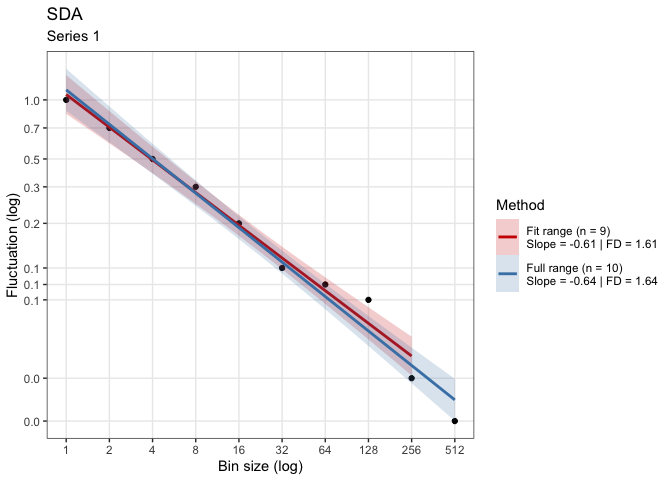 SDA
Series 1
1.0
0.7
0.5
0.3
0.2
0.1
0.1
0.1
0.0
0.0
Fluctuation (log)
1 2 4 8 16 32 64 128 256 512
Bin size (log)
Method
Fit range (n = 9)
Slope = -0.61 | FD = 1.61
Full range (n = 10)
Slope = -0.64 | FD = 1.64